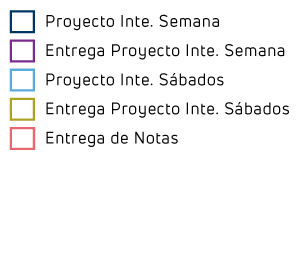 Proyecto Inte. Semana
Entrega Proyecto Inte. Semana
Proyecto Inte. Sábados
Entrega Proyecto Inte. Sábados
Entrega de Notas